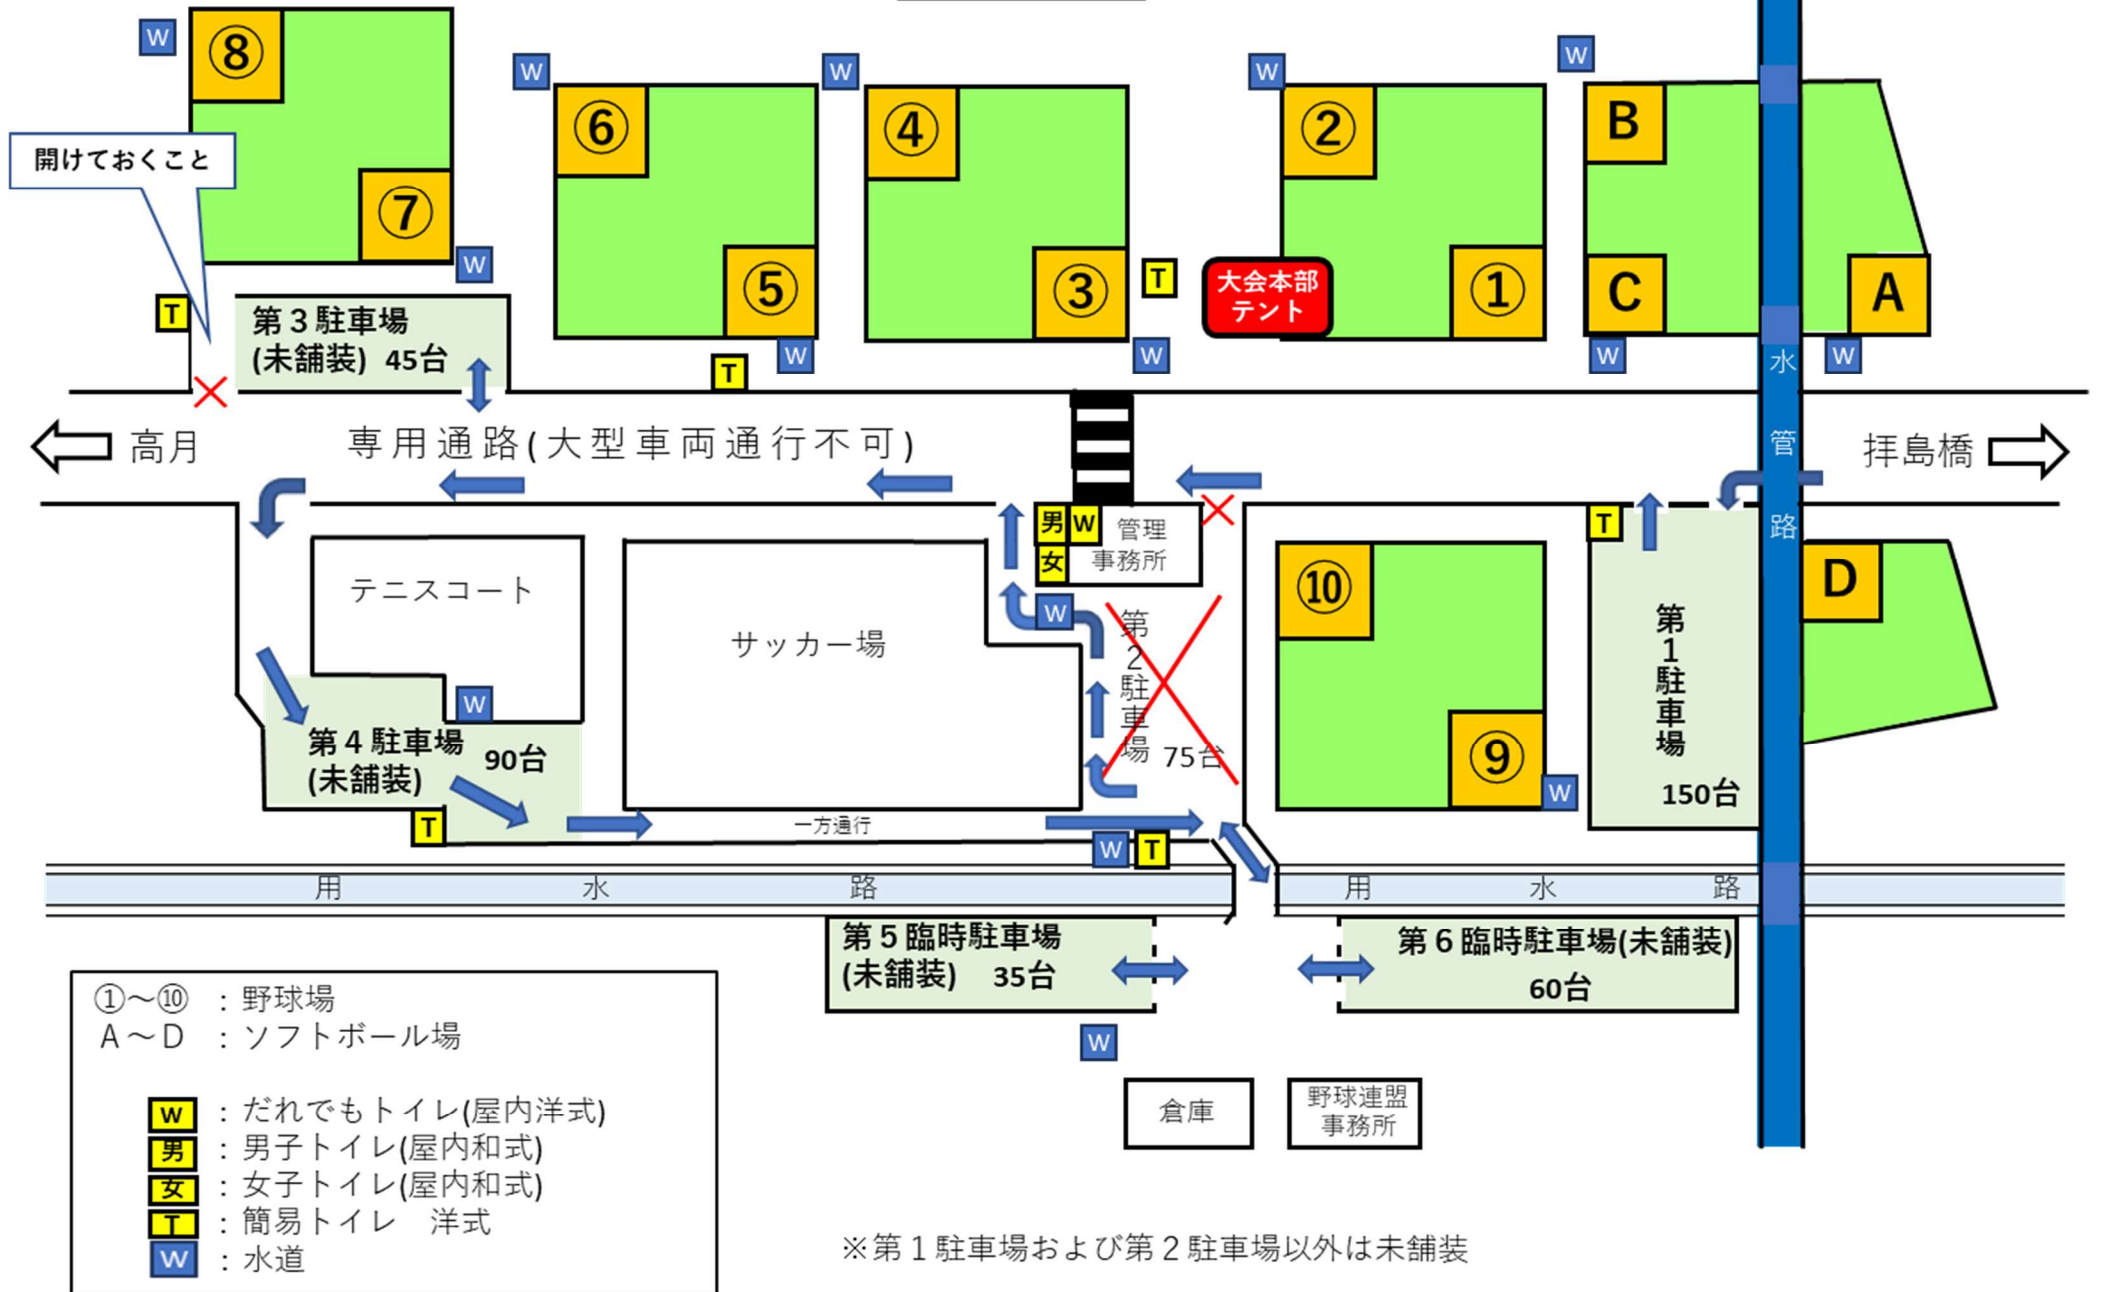 W
⑧
W
W
W
W
⑥
④
②
B
開けておくこと
⑦
W
⑤
③
T
大会本部
テント
①
C
A
T
第３駐車場
(未舗装) 45台
T
W
W
W
W
水
管
路
高月
専用通路(大型車両通行不可)
拝島橋
男
W
女
管理
事務所
T
テニスコート
サッカー場
W
第
2
駐
車
場
75台
⑩
⑨
W
第
1
駐
車
場
150台
D
W
第４駐車場
(未舗装)
90台
T
一方通行
W
T
用水路
用水路
第５臨時駐車場
(未舗装) 35台
第６臨時駐車場(未舗装)
60台
W
倉庫
野球連盟
事務所
①～⑩ ：野球場
A～D ：ソフトボール場
W ：だれでもトイレ(屋内洋式)
男 ：男子トイレ(屋内和式)
女 ：女子トイレ(屋内和式)
T ：簡易トイレ 洋式
W ：水道
※第１駐車場および第２駐車場以外は未舗装